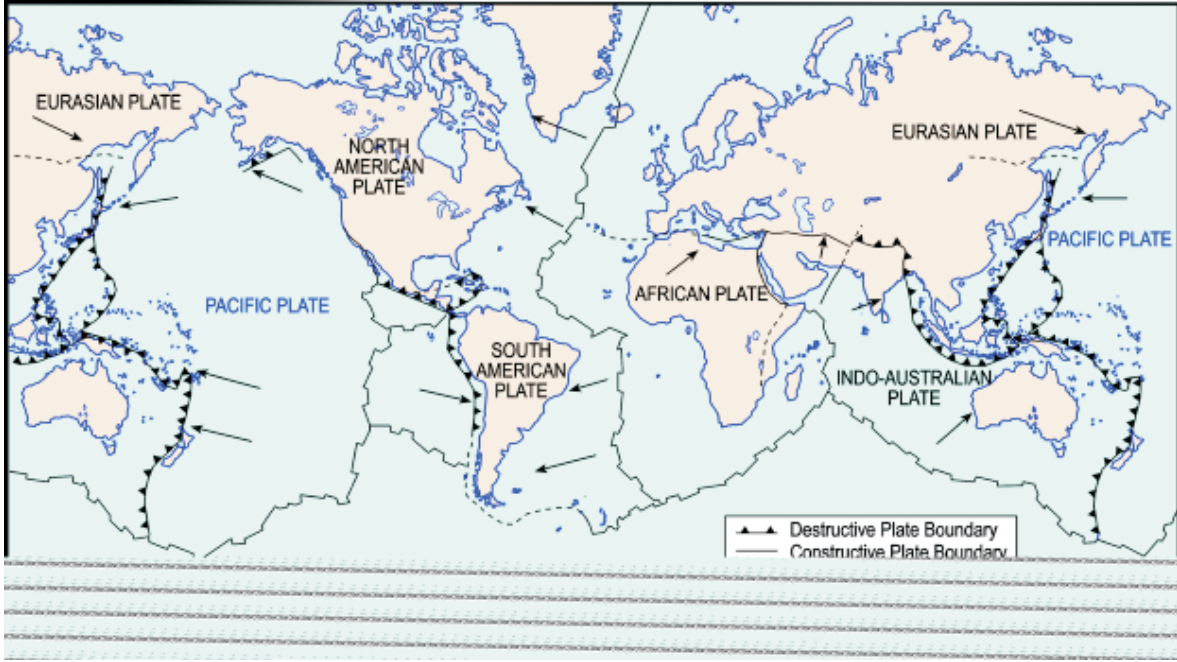 EURASIAN PLATE
NORTH
AMERICAN
PLATE
EURASIAN PLATE
PACIFIC PLATE
PACIFIC PLATE
AFRICAN PLATE
SOUTH
AMERICAN
PLATE
INDO-AUSTRALIAN
PLATE
Destructive Plate Boundary
Constructive Plate Boundary